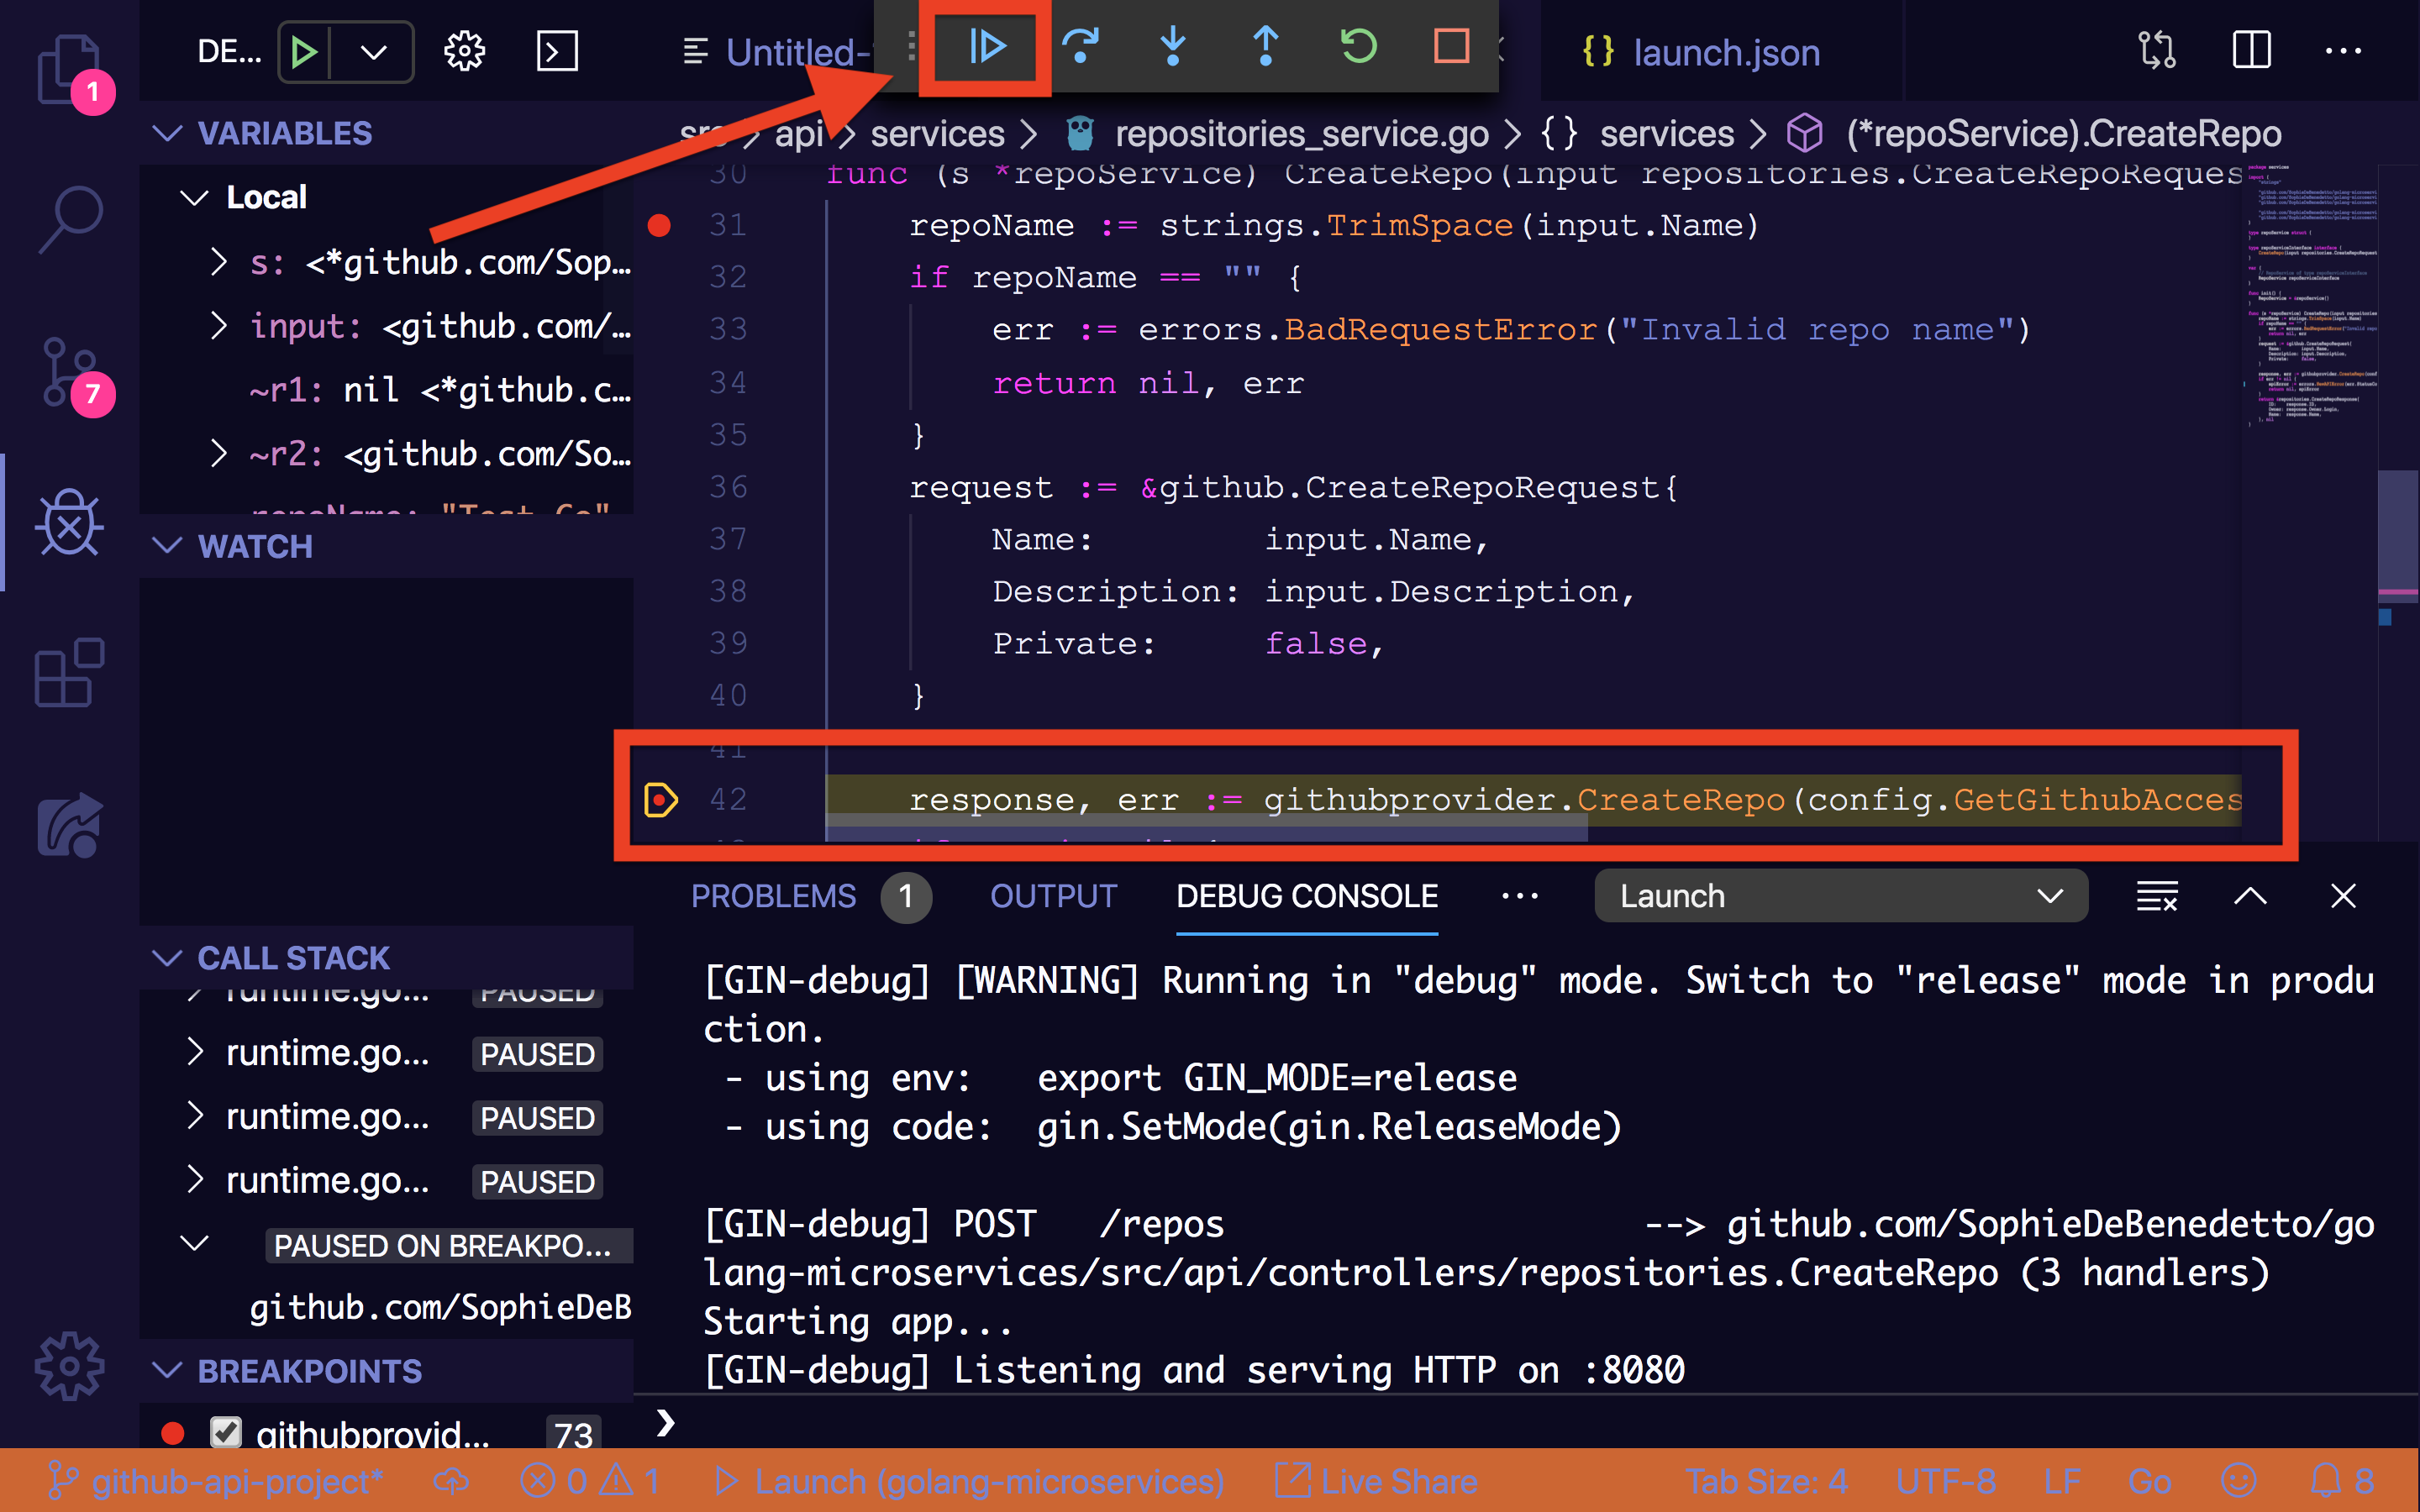 DE...
Untitled-
launch.json
1
7
VARIABLES
Local
s: <*github.com/Sop...
input: <github.com/...
~r1: nil <*github.c...
~r2: <github.com/So...
repoName: "Test Go"
WATCH
CALL STACK
runtime.go... PAUSED
runtime.go... PAUSED
runtime.go... PAUSED
runtime.go... PAUSED
PAUSED ON BREAKPO...
github.com/SophieDeB
BREAKPOINTS
githubprovid... 73
src > api > services > repositories_service.go > {} services > (*repoService).CreateRepo
30 func (s *repoService) CreateRepo(input repositories.CreateRepoReques
31 repoName := strings.TrimSpace(input.Name)
32 if repoName == "" {
33 err := errors.BadRequestError("Invalid repo name")
34 return nil, err
35 }
36 request := &github.CreateRepoRequest{
37 Name: input.Name,
38 Description: input.Description,
39 Private: false,
40 }
41
42 response, err := githubprovider.CreateRepo(config.GetGithubAcces
PROBLEMS 1 OUTPUT DEBUG CONSOLE ... Launch
[GIN-debug] [WARNING] Running in "debug" mode. Switch to "release" mode in produ
ction.
- using env: export GIN_MODE=release
- using code: gin.SetMode(gin.ReleaseMode)
[GIN-debug] POST /repos --> github.com/SophieDeBenedetto/go
lang-microservices/src/api/controllers/repositories.CreateRepo (3 handlers)
Starting app...
[GIN-debug] Listening and serving HTTP on :8080
github-api-project* 0 1 Launch (golang-microservices) Live Share Tab Size: 4 UTF-8 LF Go 8